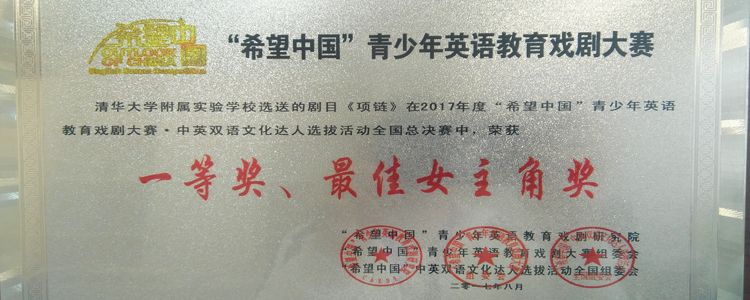 希望中国
OUTLOOK
OF CHINA
“希望中国”青少年英语教育戏剧大赛
清华大学附属实验学校选送的剧目《项链》在2017年度“希望中国”青少年英语
教育戏剧大赛·中英双语文化达人选拔活动全国总决赛中，荣获
一等奖、最佳女主角奖
“希望中国”青少年英语教育戏剧研究院
“希望中国”青少年英语教育戏剧大赛组委会
“希望中国”中英双语文化达人选拔活动全国组委会
二零一七年八月